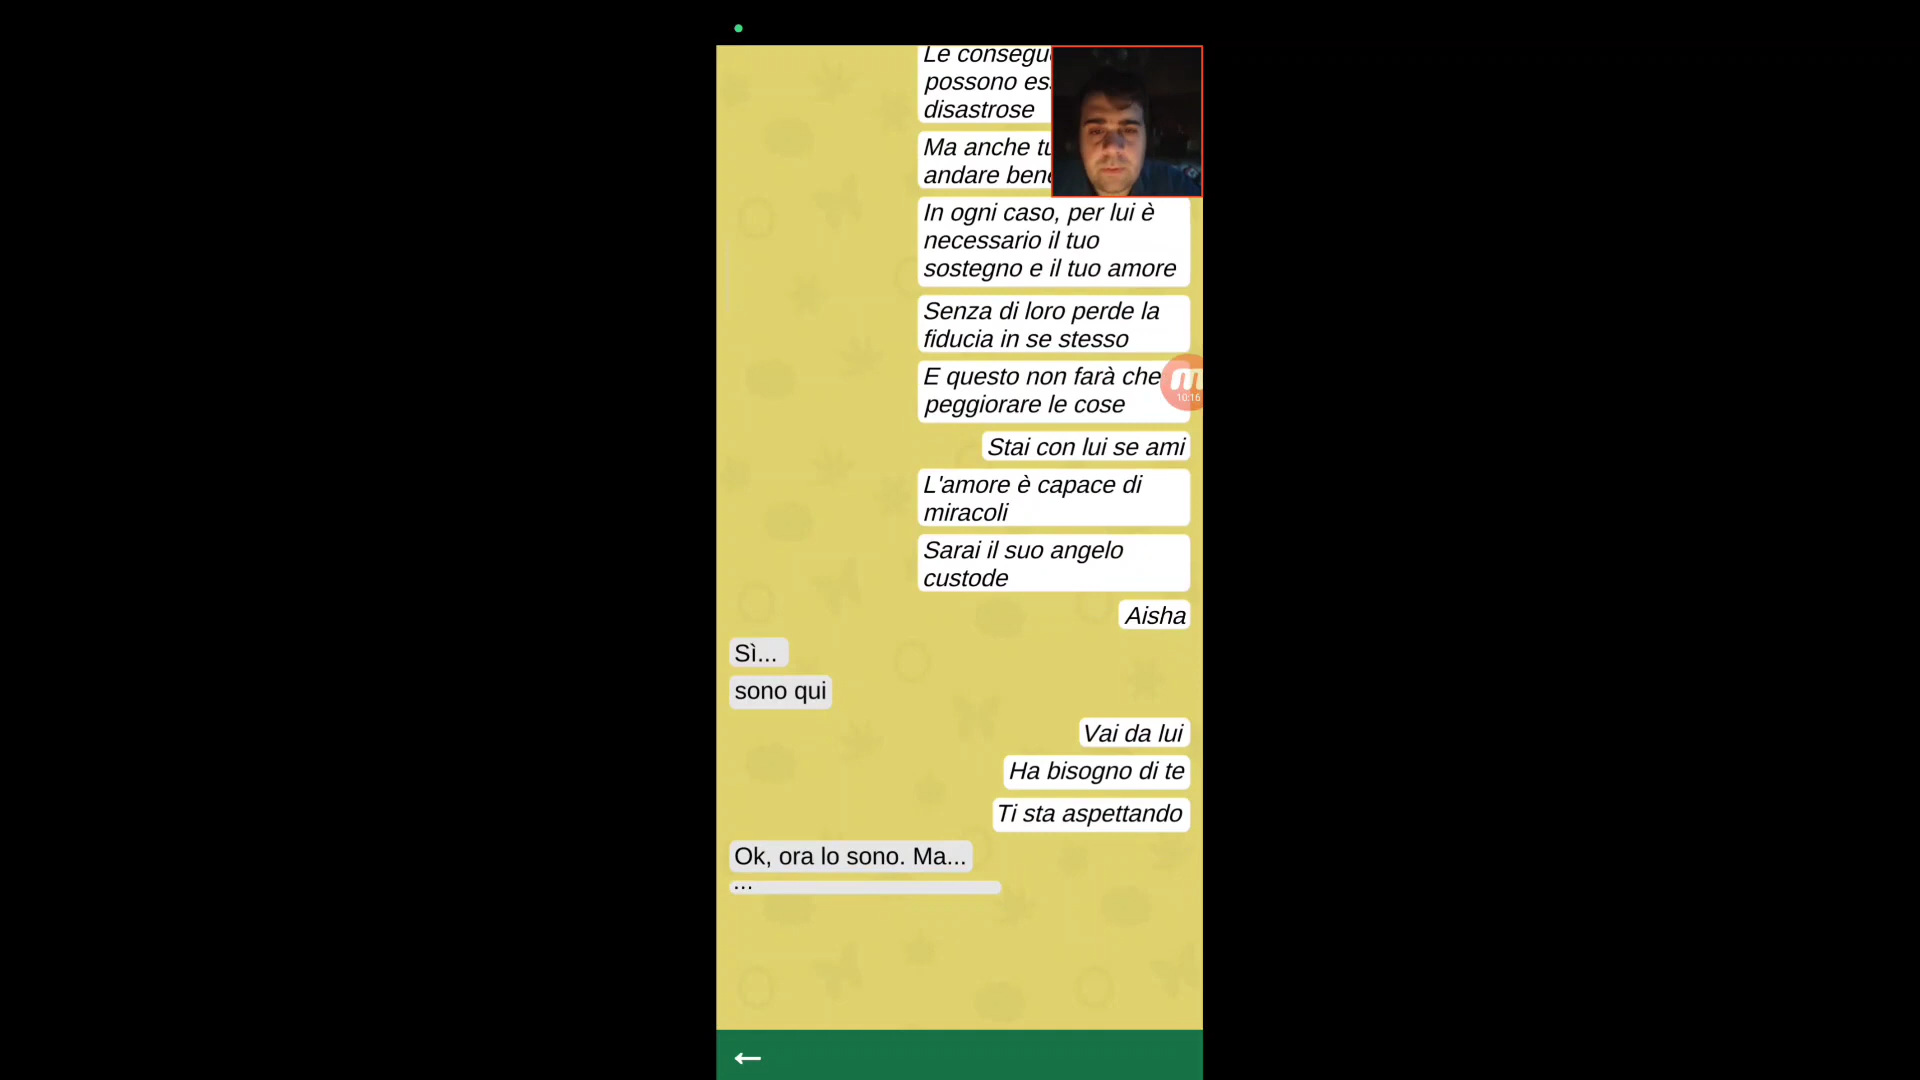 Le consegu
possono es
disastrose
Ma anche tu
andare bene
In ogni caso, per lui è
necessario il tuo
sostegno e il tuo amore
Senza di loro perde la
fiducia in se stesso
E questo non farà che
peggiorare le cose
10:16
Stai con lui se ami
L'amore è capace di
miracoli
Sarai il suo angelo
custode
Aisha
Sì...
sono qui
Vai da lui
Ha bisogno di te
Ti sta aspettando
Ok, ora lo sono. Ma...
...